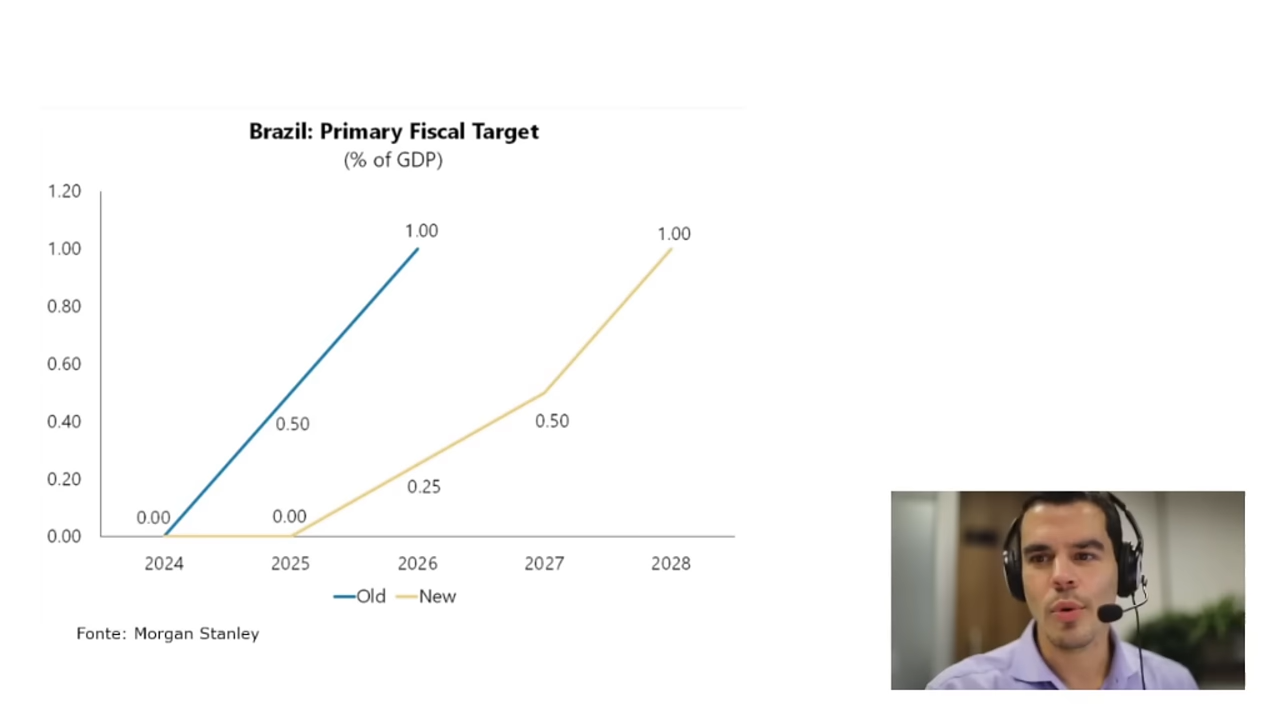 Brazil: Primary Fiscal Target
(% of GDP)
1.20
1.00
0.80
0.60
0.40
0.20
0.00
1.00
1.00
0.50
0.50
0.25
0.00
0.00
2024 2025 2026 2027 2028
Old New
Fonte: Morgan Stanley